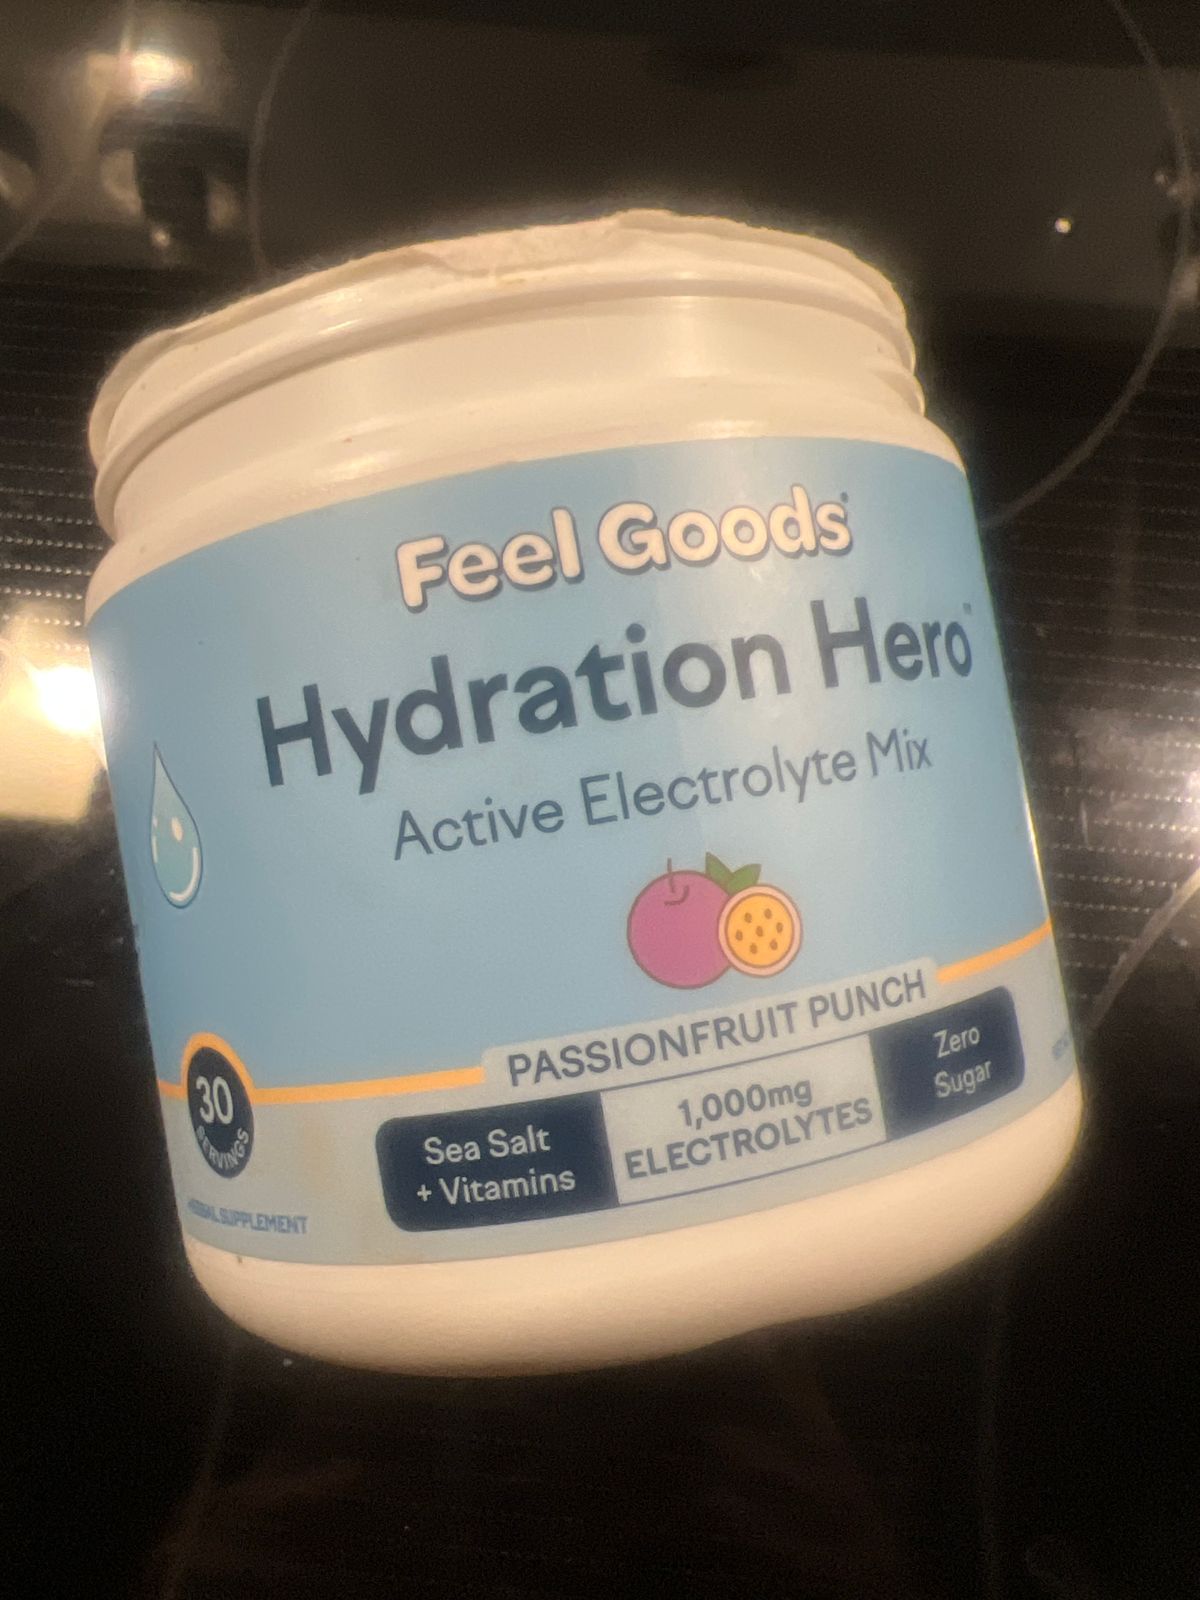 Feel Goods
Hydration Hero™
Active Electrolyte Mix
PASSIONFRUIT PUNCH
30
SERVINGS
Sea Salt
+ Vitamins
1,000mg
ELECTROLYTES
Zero
Sugar
SUPPLEMENT